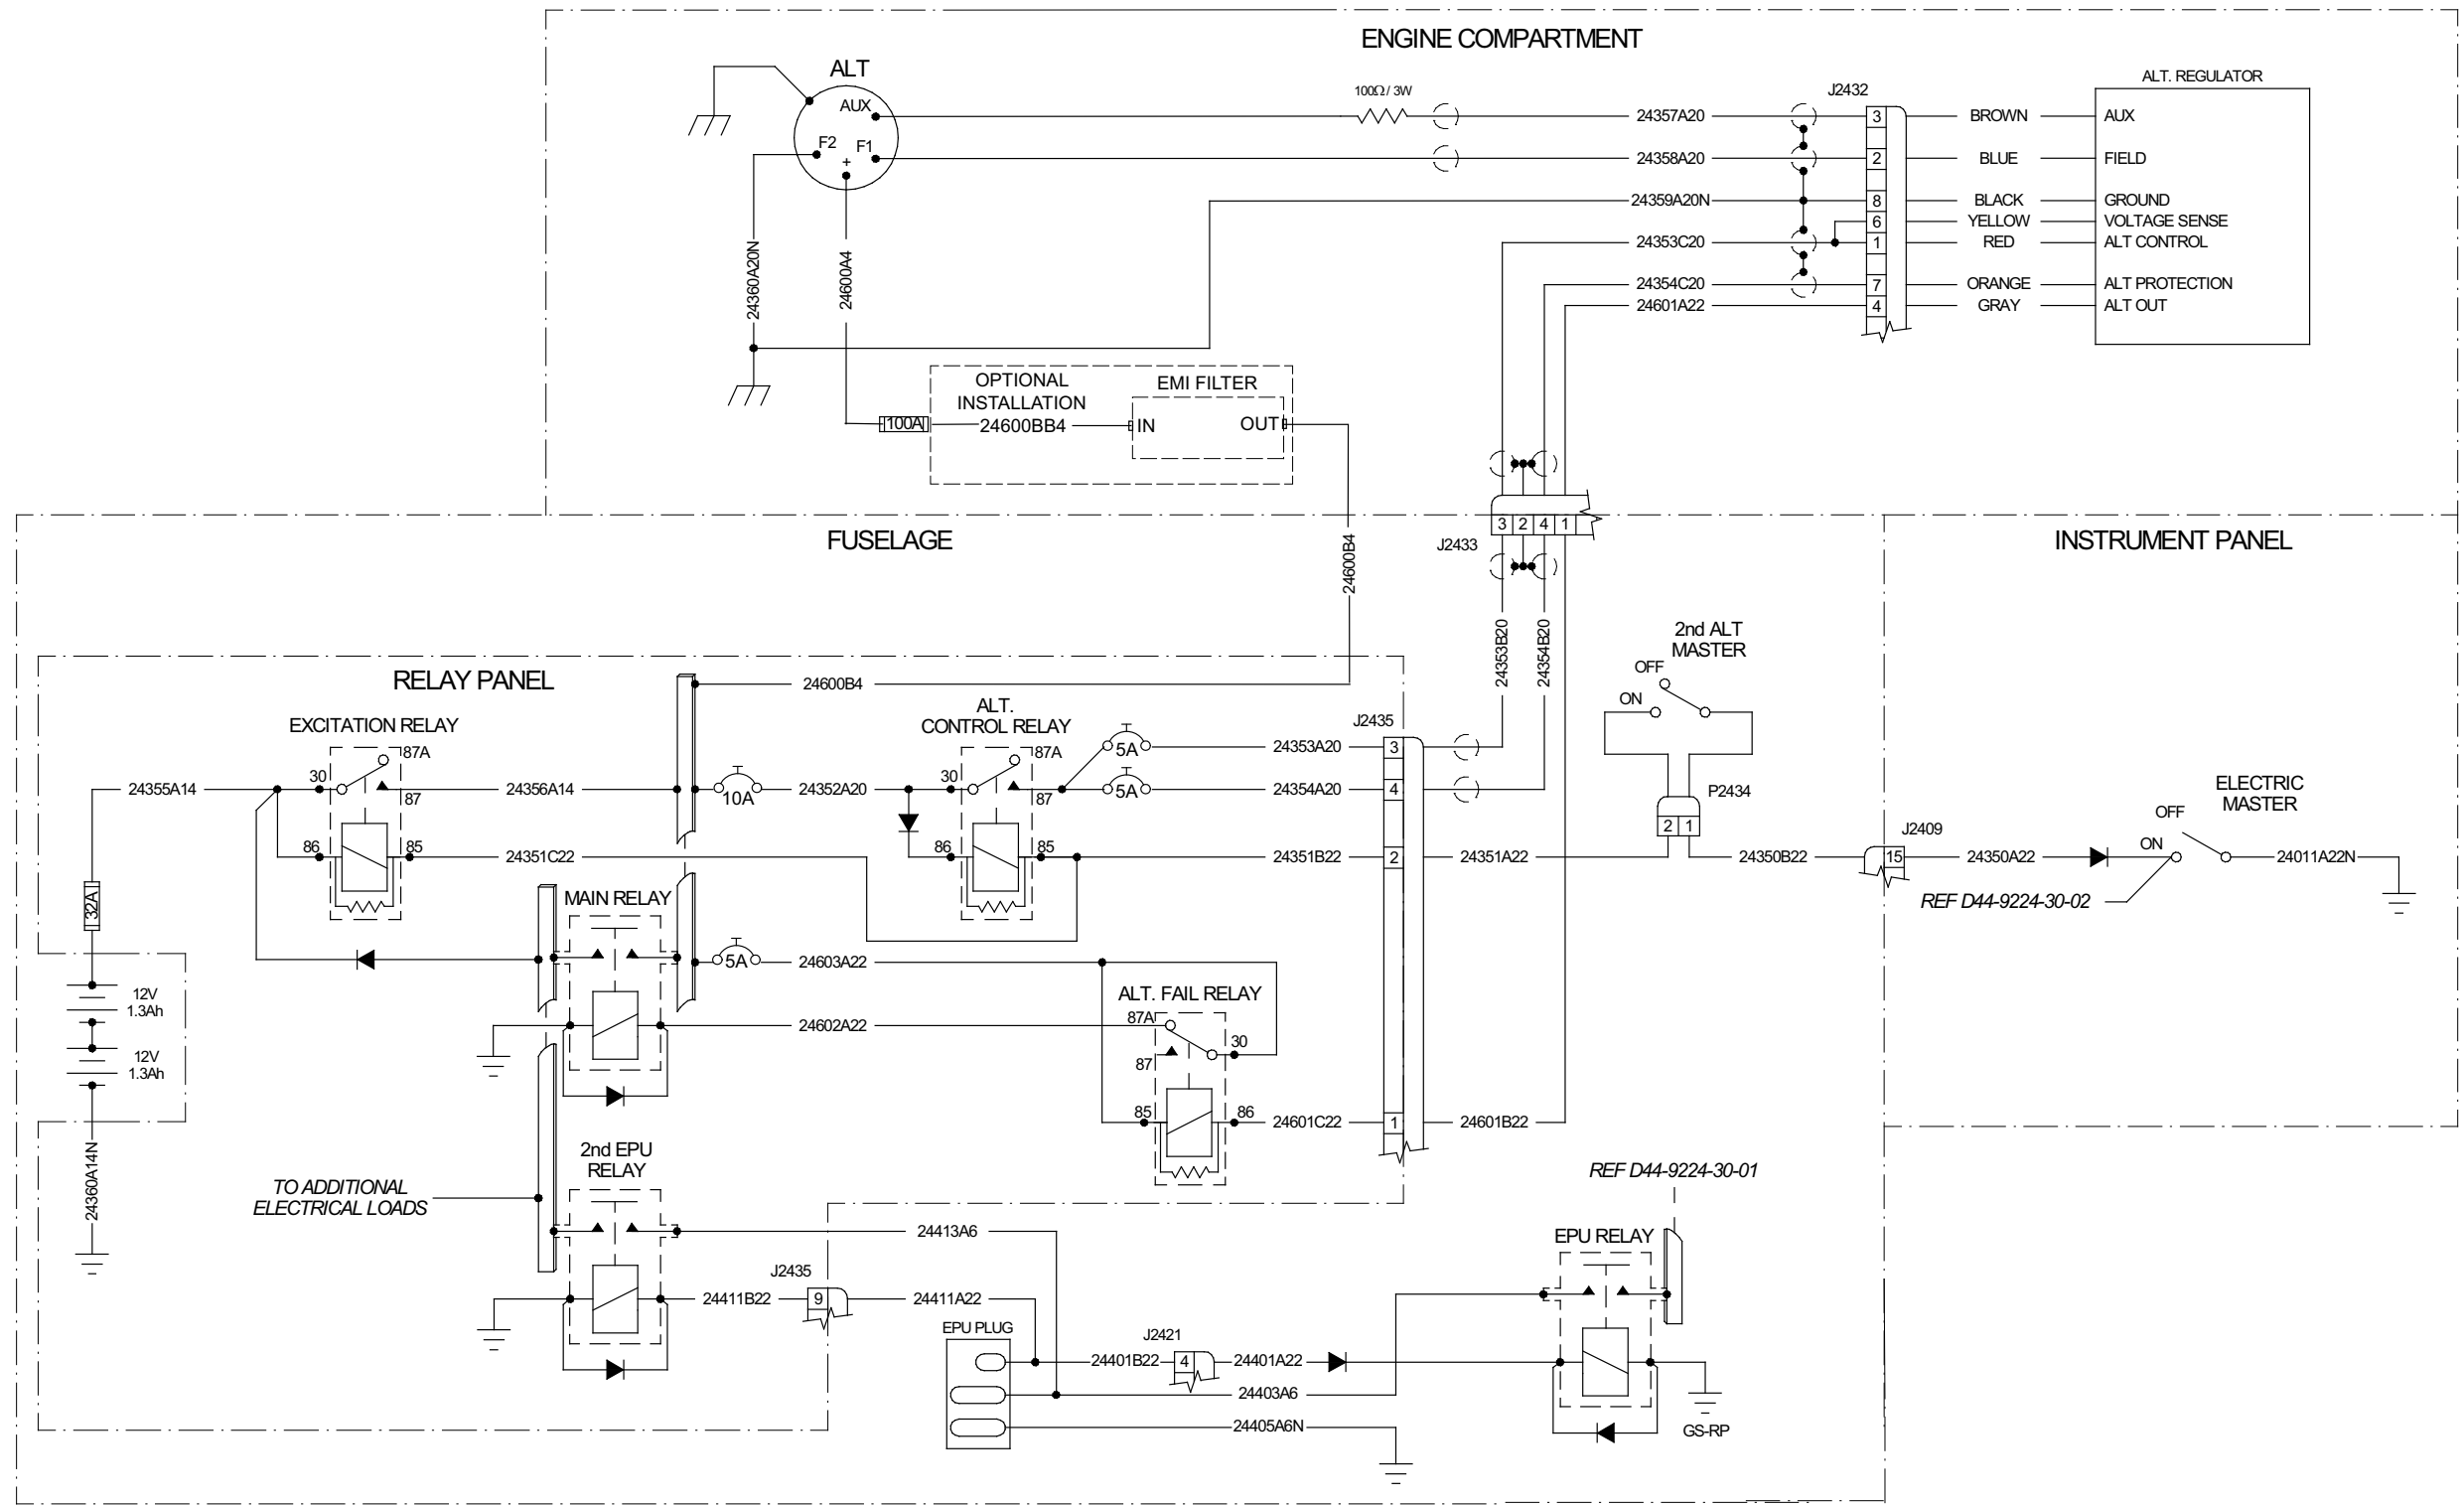 ENGINE COMPARTMENT
ALT
AUX
F2
F1
+
100Ω / 3W
J2432
ALT. REGULATOR
24357A20
3
BROWN
AUX
24358A20
2
BLUE
FIELD
24359A20N
8
BLACK
GROUND
6
YELLOW
VOLTAGE SENSE
24353C20
1
RED
ALT CONTROL
24354C20
7
ORANGE
ALT PROTECTION
24601A22
4
GRAY
ALT OUT
24360A20N
24600A4
OPTIONAL
INSTALLATION
24600BB4
EMI FILTER
IN
OUT
100A
24600B4
3 2 4 1
J2433
24353B20
24354B20
FUSELAGE
INSTRUMENT PANEL
2nd ALT
MASTER
OFF
ON
P2434
2 1
RELAY PANEL
24600B4
EXCITATION RELAY
87A
30
87
86
85
24355A14
24356A14
10A
24352A20
ALT.
CONTROL RELAY
87A
30
87
86
85
5A
5A
J2435
24353A20
3
24354A20
4
24351C22
24351B22
2
24351A22
24350B22
J2409
15
24350A22
ELECTRIC
MASTER
OFF
ON
24011A22N
REF D44-9224-30-02
32A
MAIN RELAY
5A
24603A22
24602A22
ALT. FAIL RELAY
87A
30
87
85
86
24601C22
1
24601B22
12V
1.3Ah
12V
1.3Ah
24360A14N
2nd EPU
RELAY
TO ADDITIONAL
ELECTRICAL LOADS
24413A6
J2435
24411B22
9
24411A22
EPU PLUG
J2421
24401B22
4
24401A22
24403A6
24405A6N
REF D44-9224-30-01
EPU RELAY
GS-RP